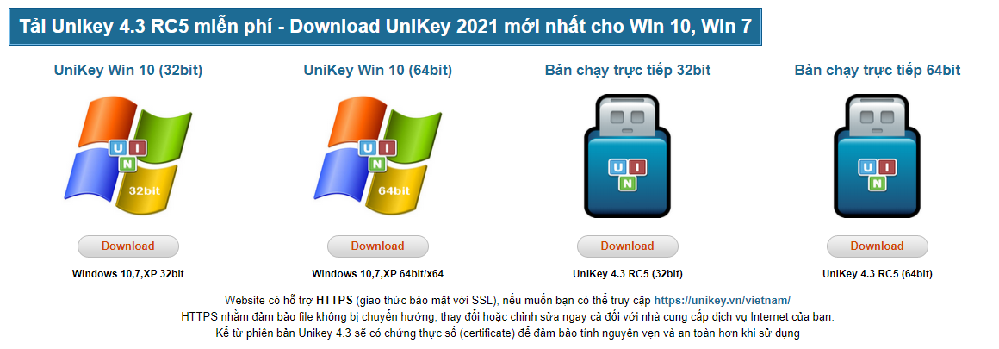 Tải Unikey 4.3 RC5 miễn phí - Download UniKey 2021 mới nhất cho Win 10, Win 7
UniKey Win 10 (32bit)
UniKey Win 10 (64bit)
Bản chạy trực tiếp 32bit
Bản chạy trực tiếp 64bit
U I
N
32bit
U I
N
64bit
U I
N
U I
N
Download
Download
Download
Download
Windows 10,7,XP 32bit
Windows 10,7,XP 64bit/x64
UniKey 4.3 RC5 (32bit)
UniKey 4.3 RC5 (64bit)
Website có hỗ trợ HTTPS (giao thức bảo mật với SSL), nếu muốn bạn có thể truy cập https://unikey.vn/vietnam/
HTTPS nhằm đảm bảo file không bị chuyển hướng, thay đổi hoặc chỉnh sửa ngay cả đối với nhà cung cấp dịch vụ Internet của bạn.
Kể từ phiên bản Unikey 4.3 sẽ có chứng thực số (certificate) để đảm bảo tính nguyên vẹn và an toàn hơn khi sử dụng